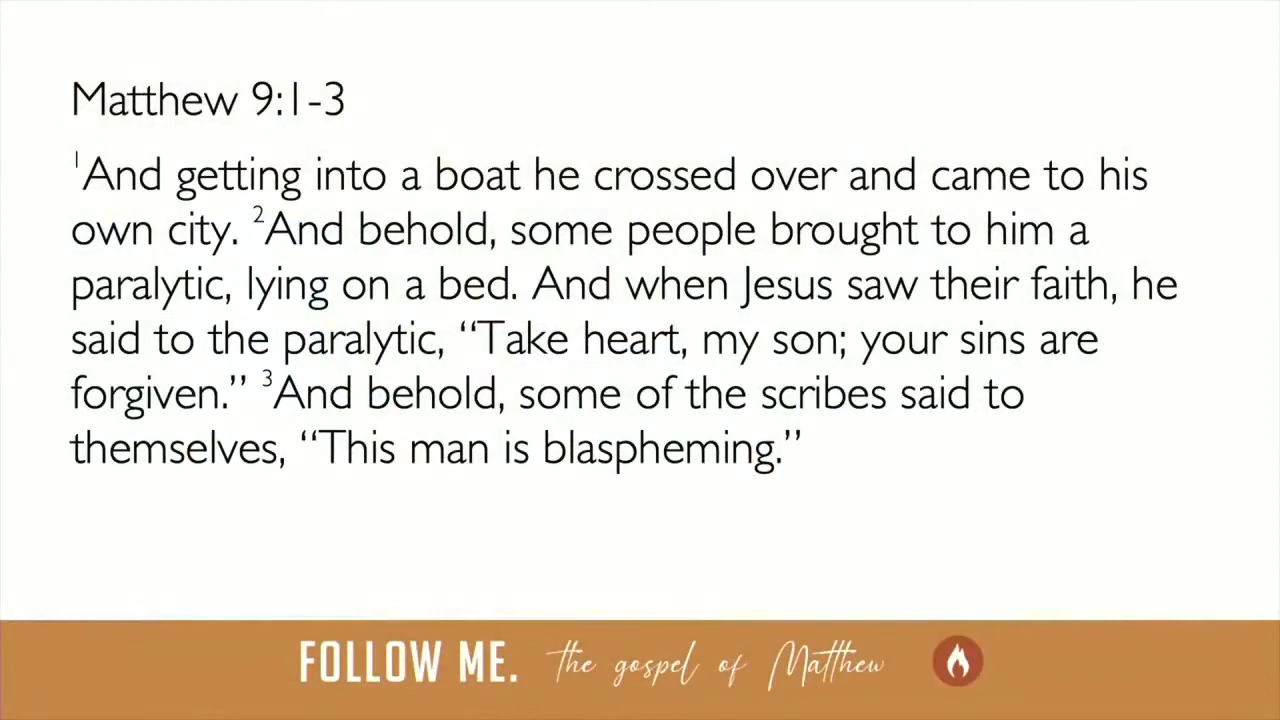 Matthew 9:1-3
¹And getting into a boat he crossed over and came to his
own city. ²And behold, some people brought to him a
paralytic, lying on a bed. And when Jesus saw their faith, he
said to the paralytic, “Take heart, my son; your sins are
forgiven.” ³And behold, some of the scribes said to
themselves, “This man is blaspheming.”
FOLLOW ME. the gospel of Matthew